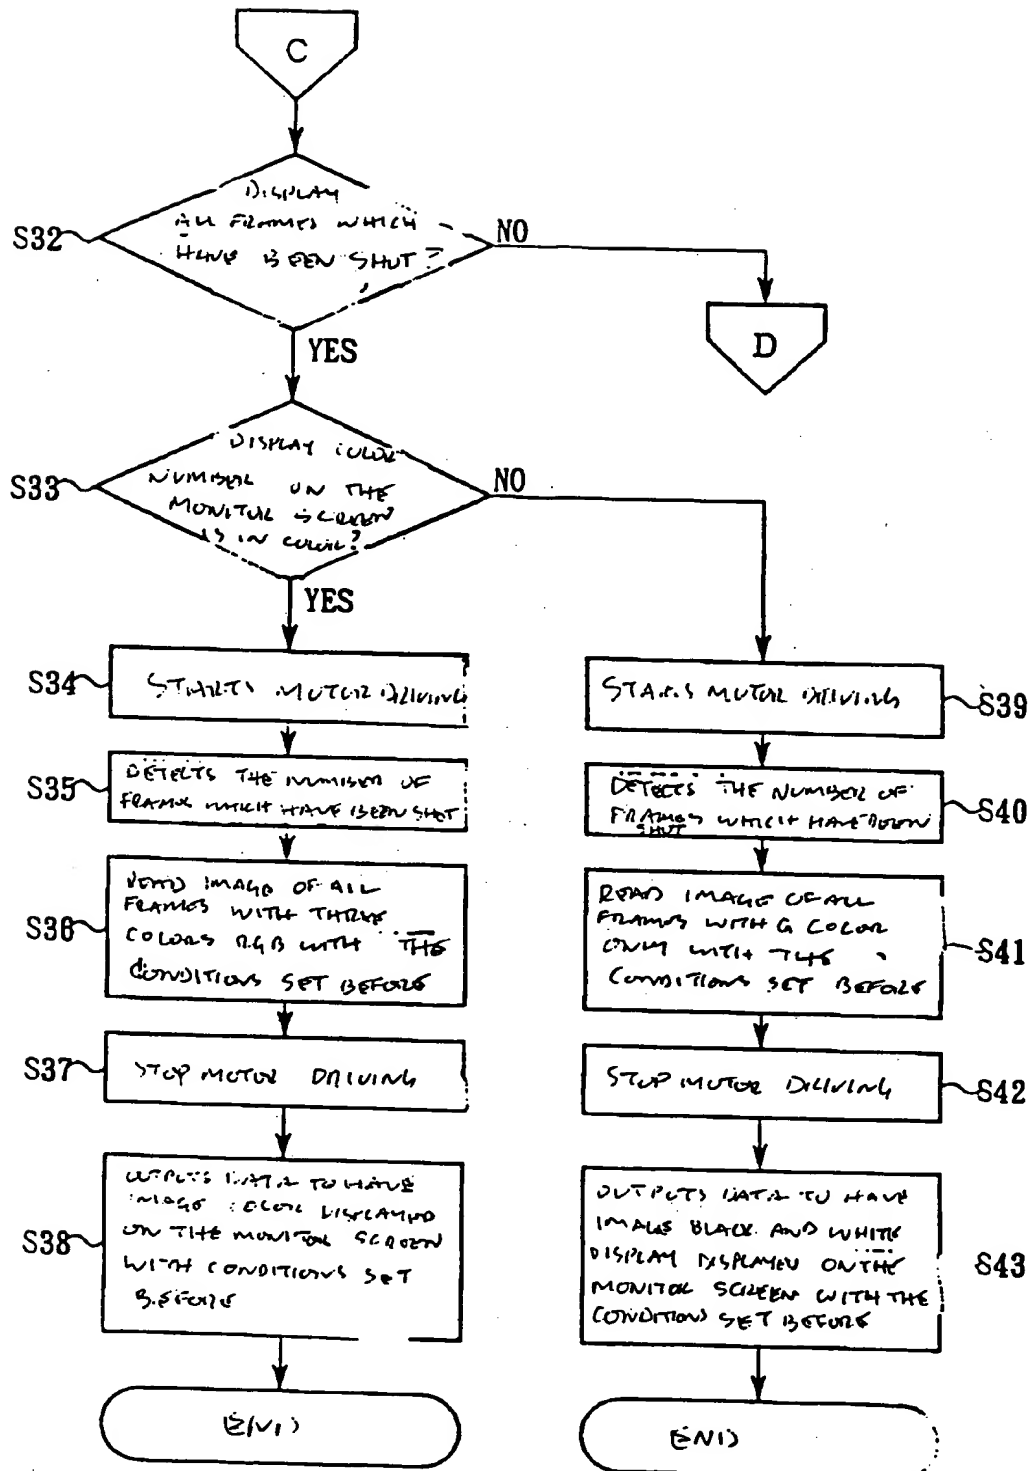 C
DISPLAY
ALL FRAMES WHICH
HAVE BEEN SHUT?
S32
NO
D
YES
DISPLAY COLOR
NUMBER ON THE
MONITOR SCREEN
IS IN COLOR?
S33
NO
YES
S34
STARTS MOTOR DRIVING
S35
DETECTS THE NUMBER OF
FRAMES WHICH HAVE BEEN SHUT
S36
READ IMAGE OF ALL
FRAMES WITH THREE
COLORS RGB WITH THE
CONDITIONS SET BEFORE
S37
STOP MOTOR DRIVING
S38
OUTPUTS DATA TO HAVE
IMAGE COLOR DISPLAYED
ON THE MONITOR SCREEN
WITH CONDITIONS SET
BEFORE
END
STARTS MOTOR DRIVING
S39
DETECTS THE NUMBER OF
FRAMES WHICH HAVE BEEN
SHUT
S40
READ IMAGE OF ALL
FRAMES WITH G COLOR
ONLY WITH THE
CONDITIONS SET BEFORE
S41
STOP MOTOR DRIVING
S42
OUTPUTS DATA TO HAVE
IMAGE BLACK AND WHITE
DISPLAY DISPLAYED ON THE
MONITOR SCREEN WITH THE
CONDITIONS SET BEFORE
S43
END